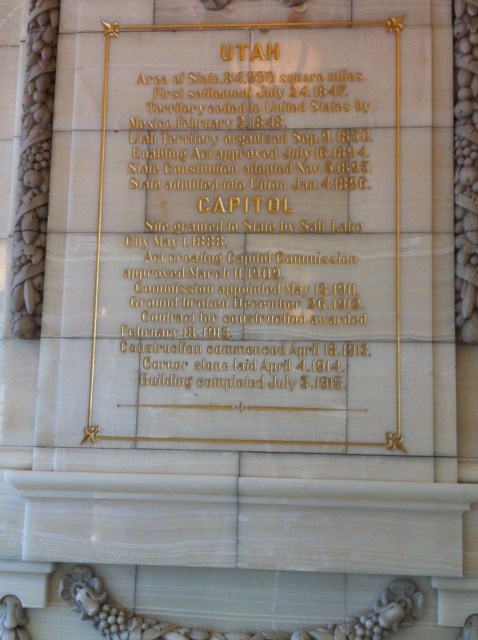 UTAH
Area of State. 84.990 square miles.
First settlement July 24.1847.
Territory ceded to United States by
Mexico February 2.1848.
Utah Territory organized Sep. 9.1850.
Enabling Act approved July 16.1894.
State Constitution adopted Nov. 5.1895.
State admitted into Union Jan. 4.1896.
CAPITOL
Site granted to State by Salt Lake
City May 1.1888.
Act creating Capitol Commission
approved March 11.1909.
Commission appointed May 13.1911.
Ground broken December 26.1912.
Contract for construction awarded
February 18.1913.
Construction commenced April 18.1913.
Corner stone laid April 4.1914.
Building completed July 3.1915.